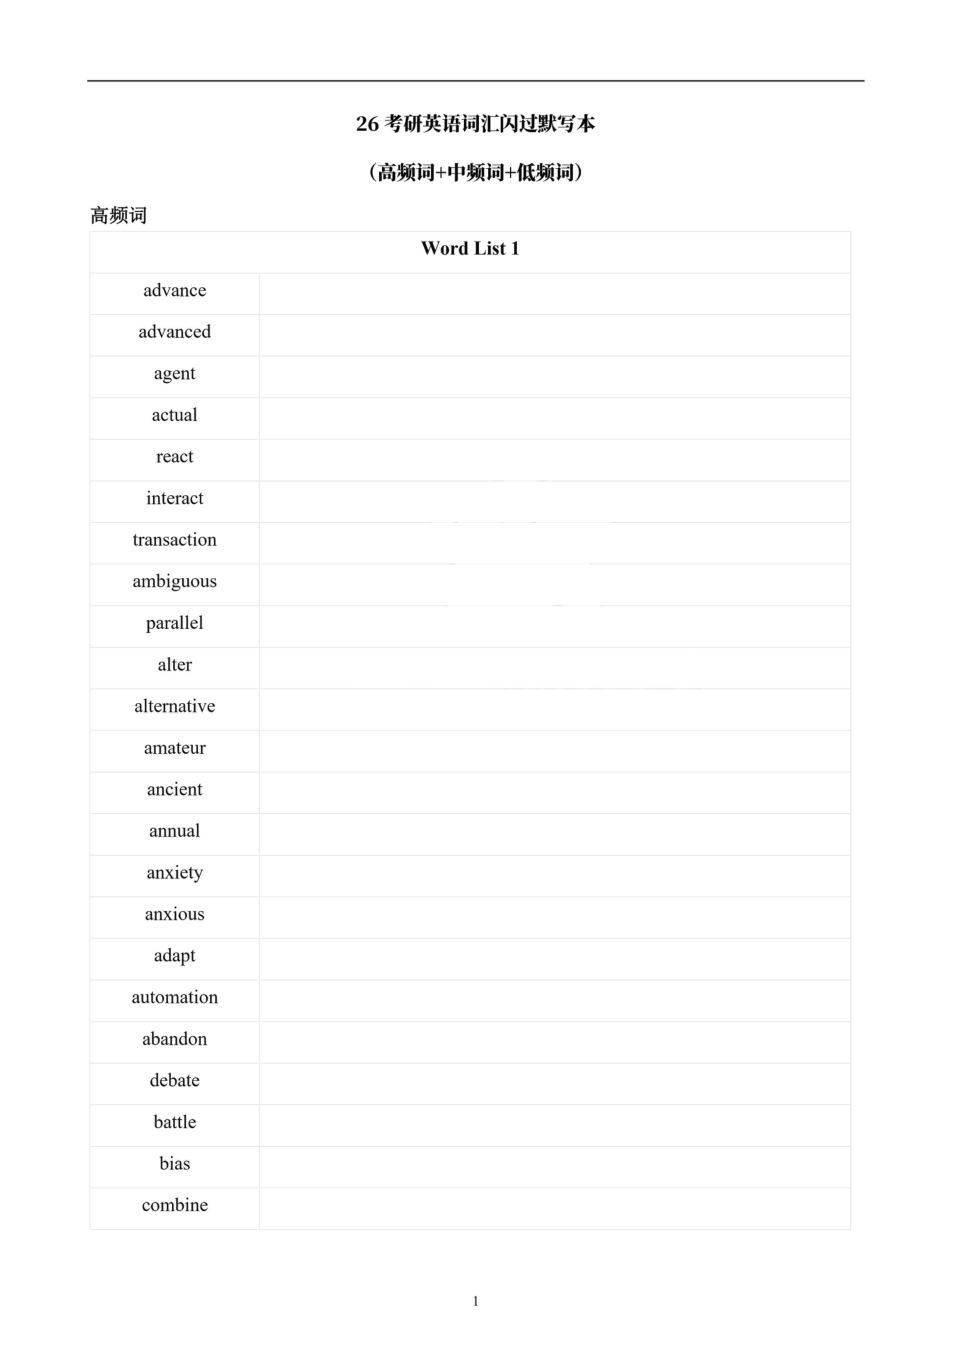 26 考研英语词汇闪过默写本
（高频词+中频词+低频词）
高频词
Word List 1
advance
advanced
agent
actual
react
interact
transaction
ambiguous
parallel
alter
alternative
amateur
ancient
annual
anxiety
anxious
adapt
automation
abandon
debate
battle
bias
combine
1